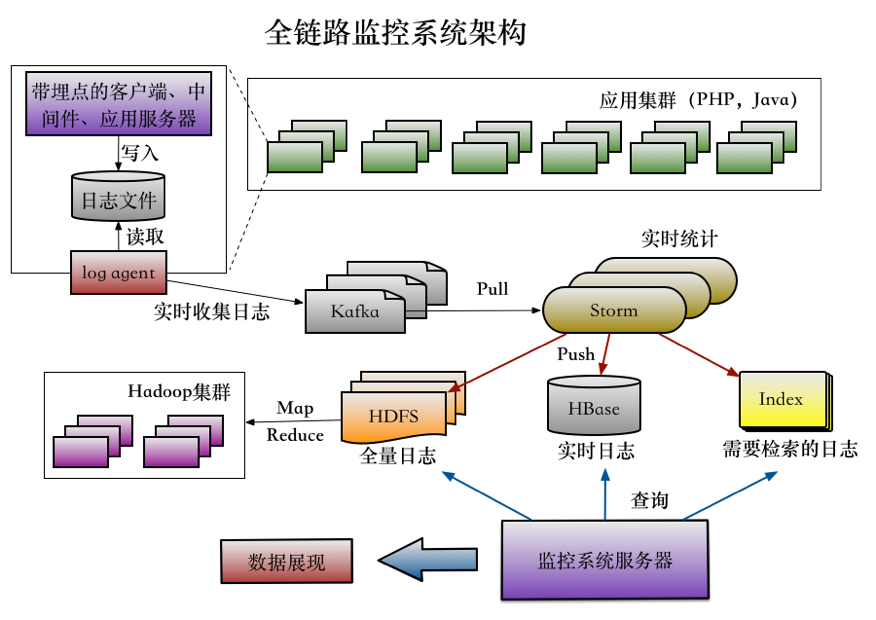 全链路监控系统架构
带埋点的客户端、中
间件、应用服务器
写入
日志文件
读取
log agent
应用集群（PHP，Java）
实时收集日志
Kafka
Pull
实时统计
Storm
Push
Hadoop集群
Map
Reduce
HDFS
全量日志
HBase
实时日志
Index
需要检索的日志
查询
数据展现
监控系统服务器